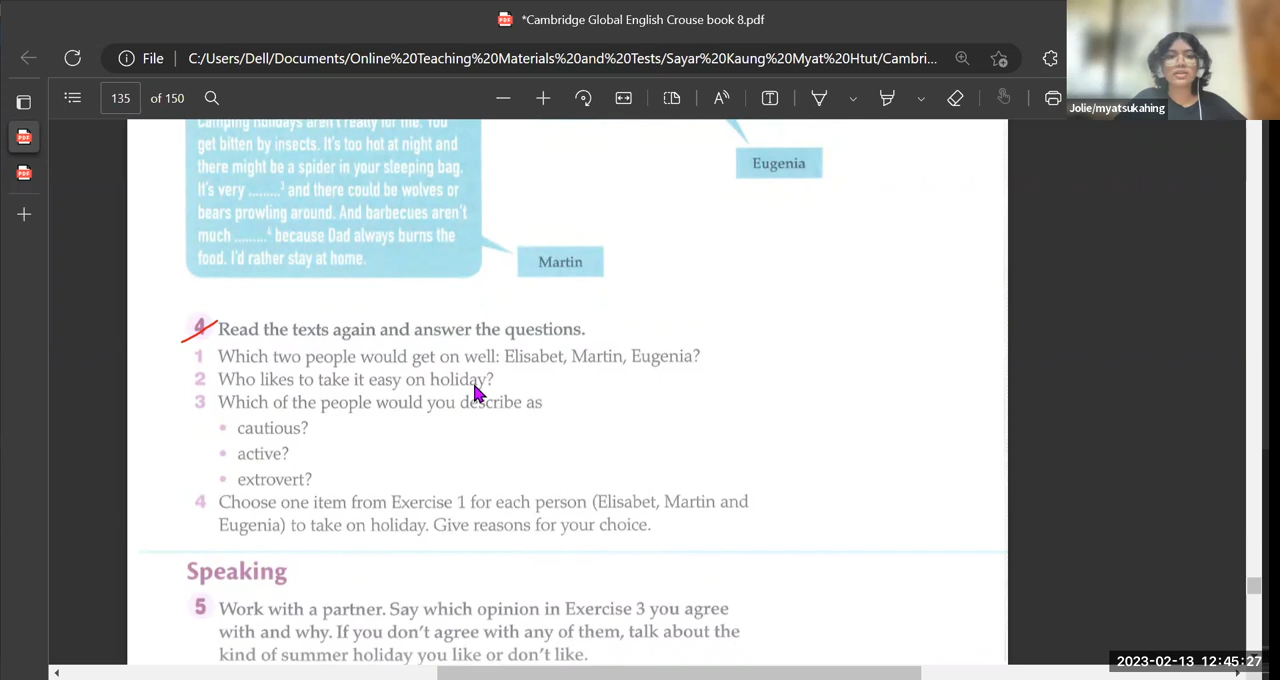 *Cambridge Global English Crouse book 8.pdf
File
C:/Users/Dell/Documents/Online%20Teaching%20Materials%20and%20Tests/Sayar%20Kaung%20Myat%20Htut/Cambri...
135 of 150
Jolie/myatsukahing
camping holidays aren't really for me. You
get bitten by insects. It's too hot at night and
there might be a spider in your sleeping bag.
It's very ........³ and there could be wolves or
bears prowling around. And barbecues aren't
much ........⁴ because Dad always burns the
food. I'd rather stay at home.
Eugenia
Martin
4 Read the texts again and answer the questions.
1 Which two people would get on well: Elisabet, Martin, Eugenia?
2 Who likes to take it easy on holiday?
3 Which of the people would you describe as
• cautious?
• active?
• extrovert?
4 Choose one item from Exercise 1 for each person (Elisabet, Martin and
Eugenia) to take on holiday. Give reasons for your choice.
Speaking
5 Work with a partner. Say which opinion in Exercise 3 you agree
with and why. If you don't agree with any of them, talk about the
kind of summer holiday you like or don't like.
2023-02-13 12:45:27